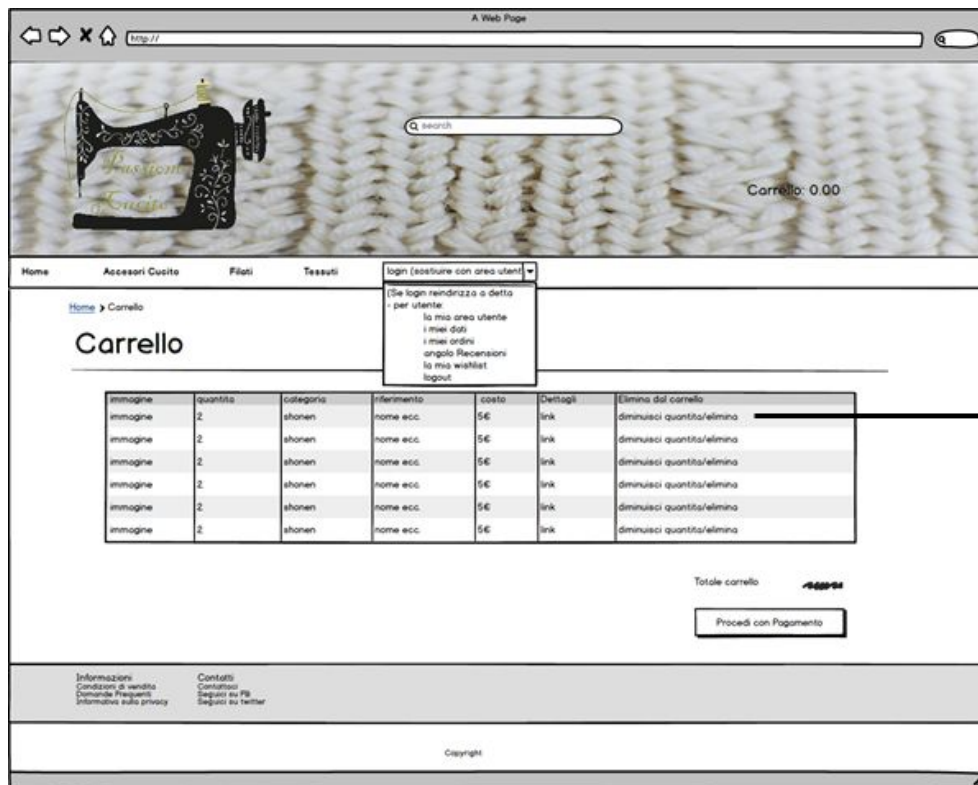 A Web Page
http://
search
Passione
Cucito
Carrello: 0.00
Home Accesori Cucito Filati Tessuti login (sostiuire con area utent
(Se login reindirizza a detta
- per utente:
la mia area utente
i miei dati
i miei ordini
angolo Recensioni
la mia wishlist
logout
Home > Carrello
Carrello
immagine quantita categoria riferimento costo Dettagli Elimina dal carrello
immagine 2 shonen nome ecc. 5€ link diminuisci quantita/elimina
immagine 2 shonen nome ecc. 5€ link diminuisci quantita/elimina
immagine 2 shonen nome ecc. 5€ link diminuisci quantita/elimina
immagine 2 shonen nome ecc. 5€ link diminuisci quantita/elimina
immagine 2 shonen nome ecc. 5€ link diminuisci quantita/elimina
immagine 2 shonen nome ecc. 5€ link diminuisci quantita/elimina
Totale carrello
Procedi con Pagamento
Informazioni
Condizioni di vendita
Domande Frequenti
Informativa sulla privacy
Contatti
Contattaci
Seguici su FB
Seguici su twitter
Copyright